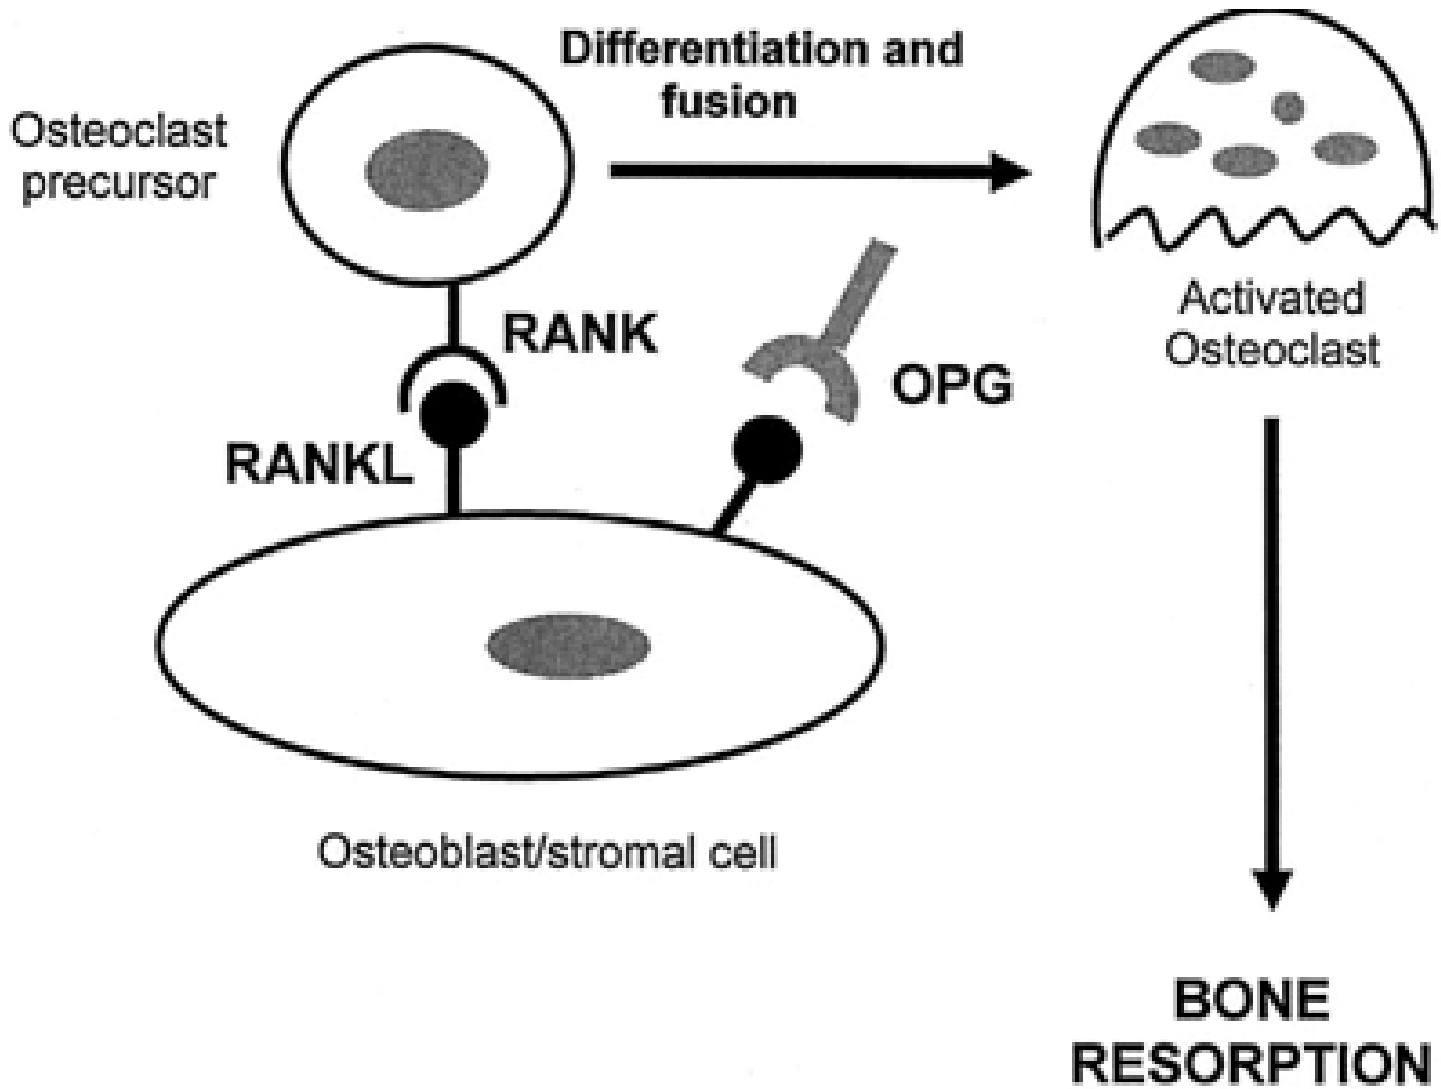 Differentiation and
fusion
Osteoclast
precursor
Activated
Osteoclast
RANK
OPG
RANKL
Osteoblast/stromal cell
BONE
RESORPTION